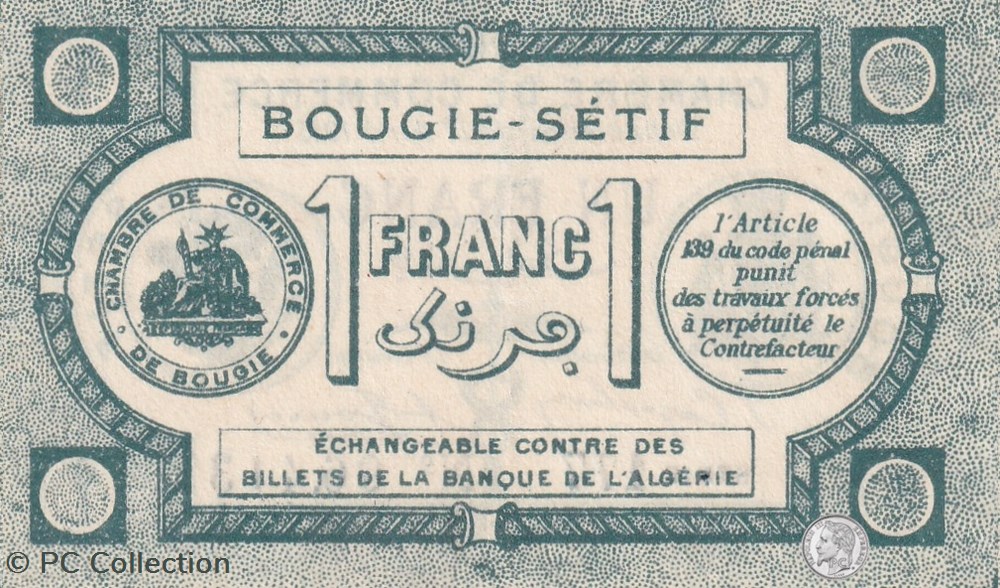 BOUGIE-SÉTIF
CHAMBRE DE COMMERCE
DE BOUGIE
1 FRANC 1
فرنك
l'Article
139 du code pénal
punit
des travaux forcés
à perpétuité le
Contrefacteur
ÉCHANGEABLE CONTRE DES
BILLETS DE LA BANQUE DE L'ALGÉRIE
© PC Collection